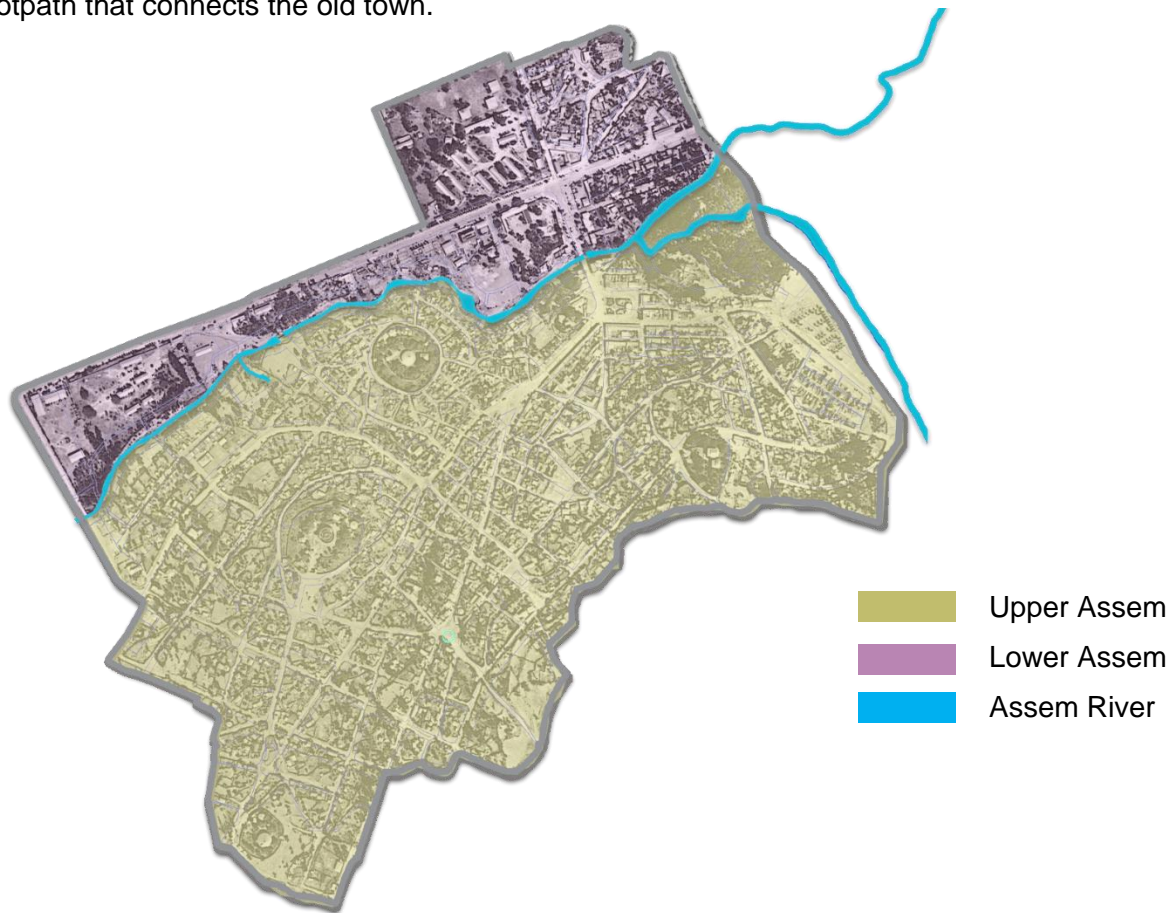 otpath that connects the old town.
Upper Assem
Lower Assem
Assem River